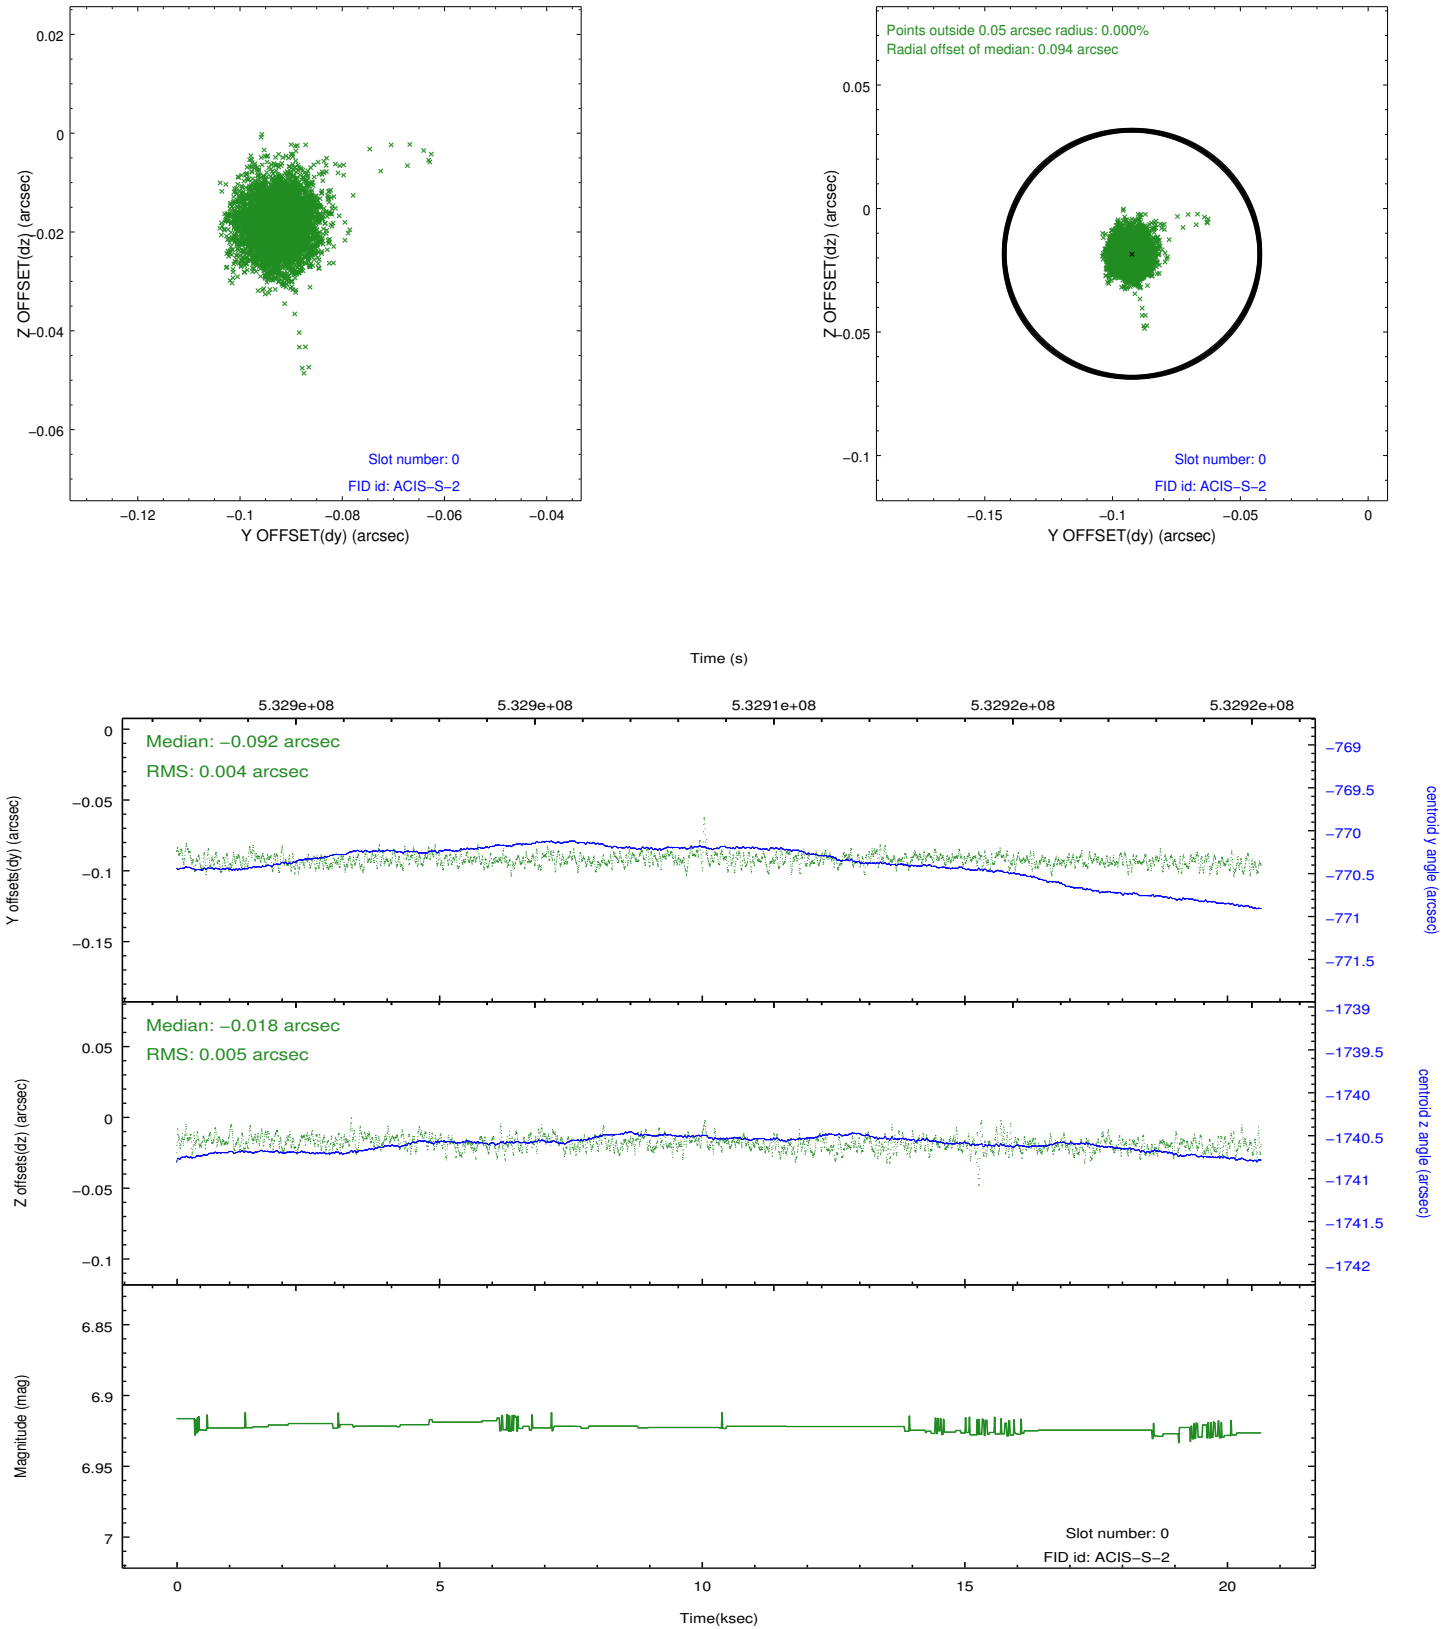 0.02
0
−0.02
−0.04
−0.06
Z OFFSET(dz) (arcsec)
Slot number: 0
FID id: ACIS−S−2
−0.12
−0.1
−0.08
−0.06
−0.04
Y OFFSET(dy) (arcsec)
Points outside 0.05 arcsec radius: 0.000%
Radial offset of median: 0.094 arcsec
0.05
0
−0.05
−0.1
Z OFFSET(dz) (arcsec)
Slot number: 0
FID id: ACIS−S−2
−0.15
−0.1
−0.05
0
Y OFFSET(dy) (arcsec)
Time (s)
5.329e+08
5.329e+08
5.3291e+08
5.3292e+08
5.3292e+08
Median: −0.092 arcsec
RMS: 0.004 arcsec
0
−0.05
−0.1
−0.15
Y offsets(dy) (arcsec)
−769
−769.5
−770
−770.5
−771
−771.5
centroid y angle (arcsec)
Median: −0.018 arcsec
RMS: 0.005 arcsec
0.05
0
−0.05
−0.1
Z offsets(dz) (arcsec)
−1739
−1739.5
−1740
−1740.5
−1741
−1741.5
−1742
centroid z angle (arcsec)
6.85
6.9
6.95
7
Magnitude (mag)
Slot number: 0
FID id: ACIS−S−2
0
5
10
15
20
Time(ksec)